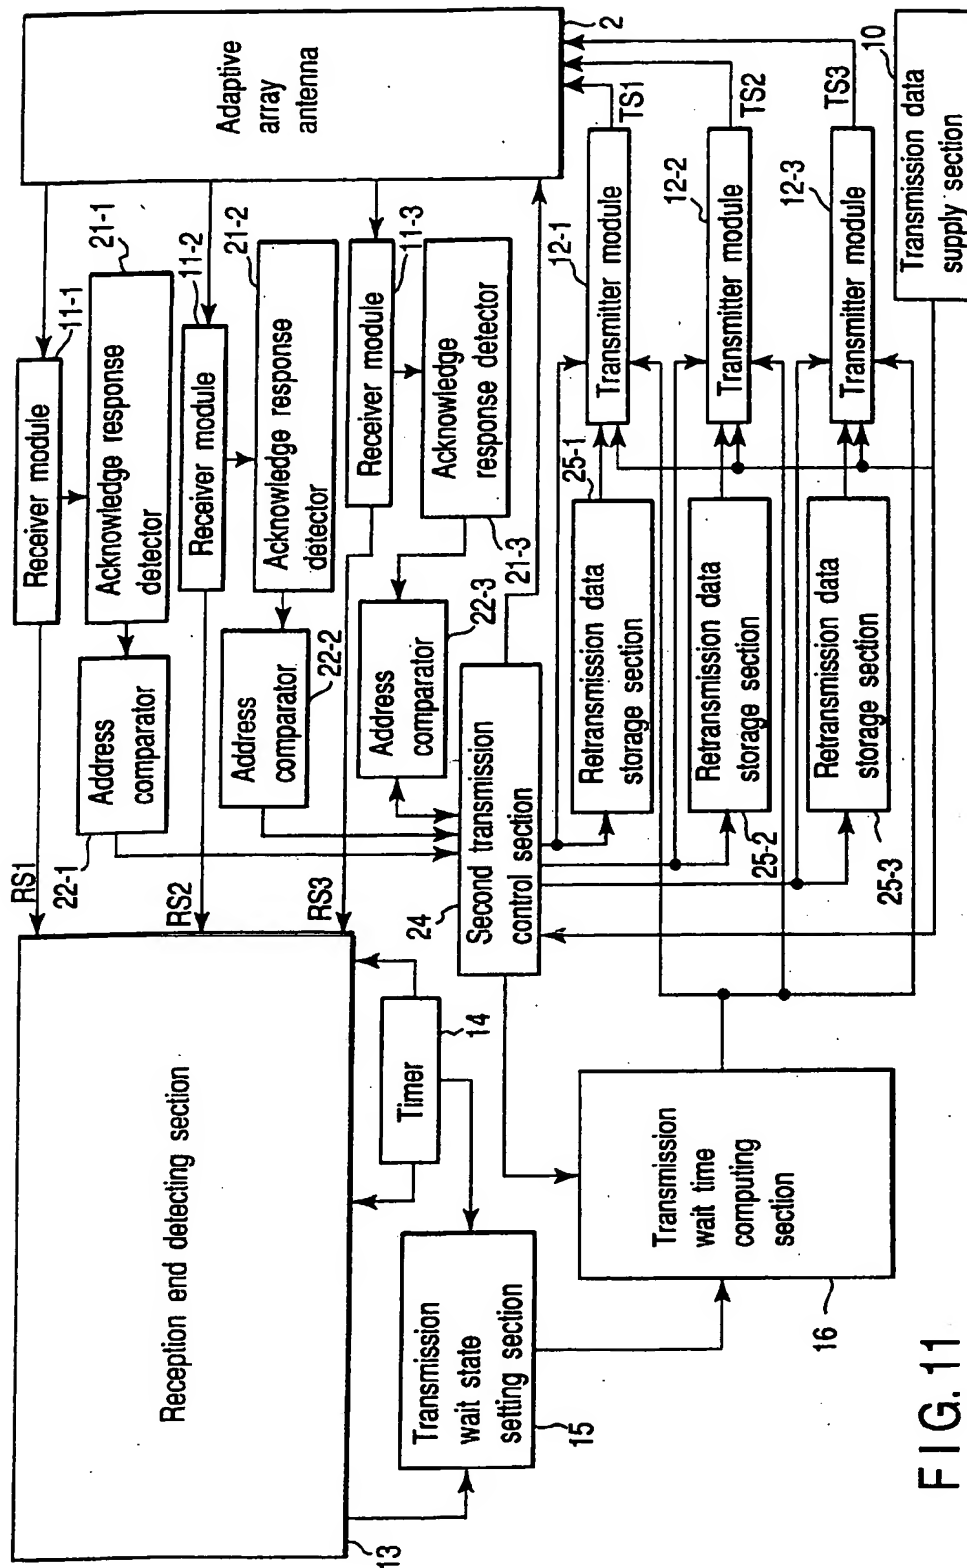 Adaptive
array
antenna
2
Receiver module
11-1
Acknowledge response
detector
21-1
Address
comparator
22-1
RS1
Receiver module
11-2
Acknowledge response
detector
21-2
Address
comparator
22-2
RS2
Receiver module
11-3
Acknowledge
response detector
21-3
Address
comparator
22-3
RS3
Reception end detecting section
13
Timer
14
Transmission
wait state
setting section
15
Transmission
wait time
computing
section
16
Second transmission
control section
24
21-3
Retransmission data
storage section
25-1
Retransmission data
storage section
25-2
Retransmission data
storage section
25-3
Transmitter module
12-1
TS1
Transmitter module
12-2
TS2
Transmitter module
12-3
TS3
Transmission data
supply section
10
FIG. 11